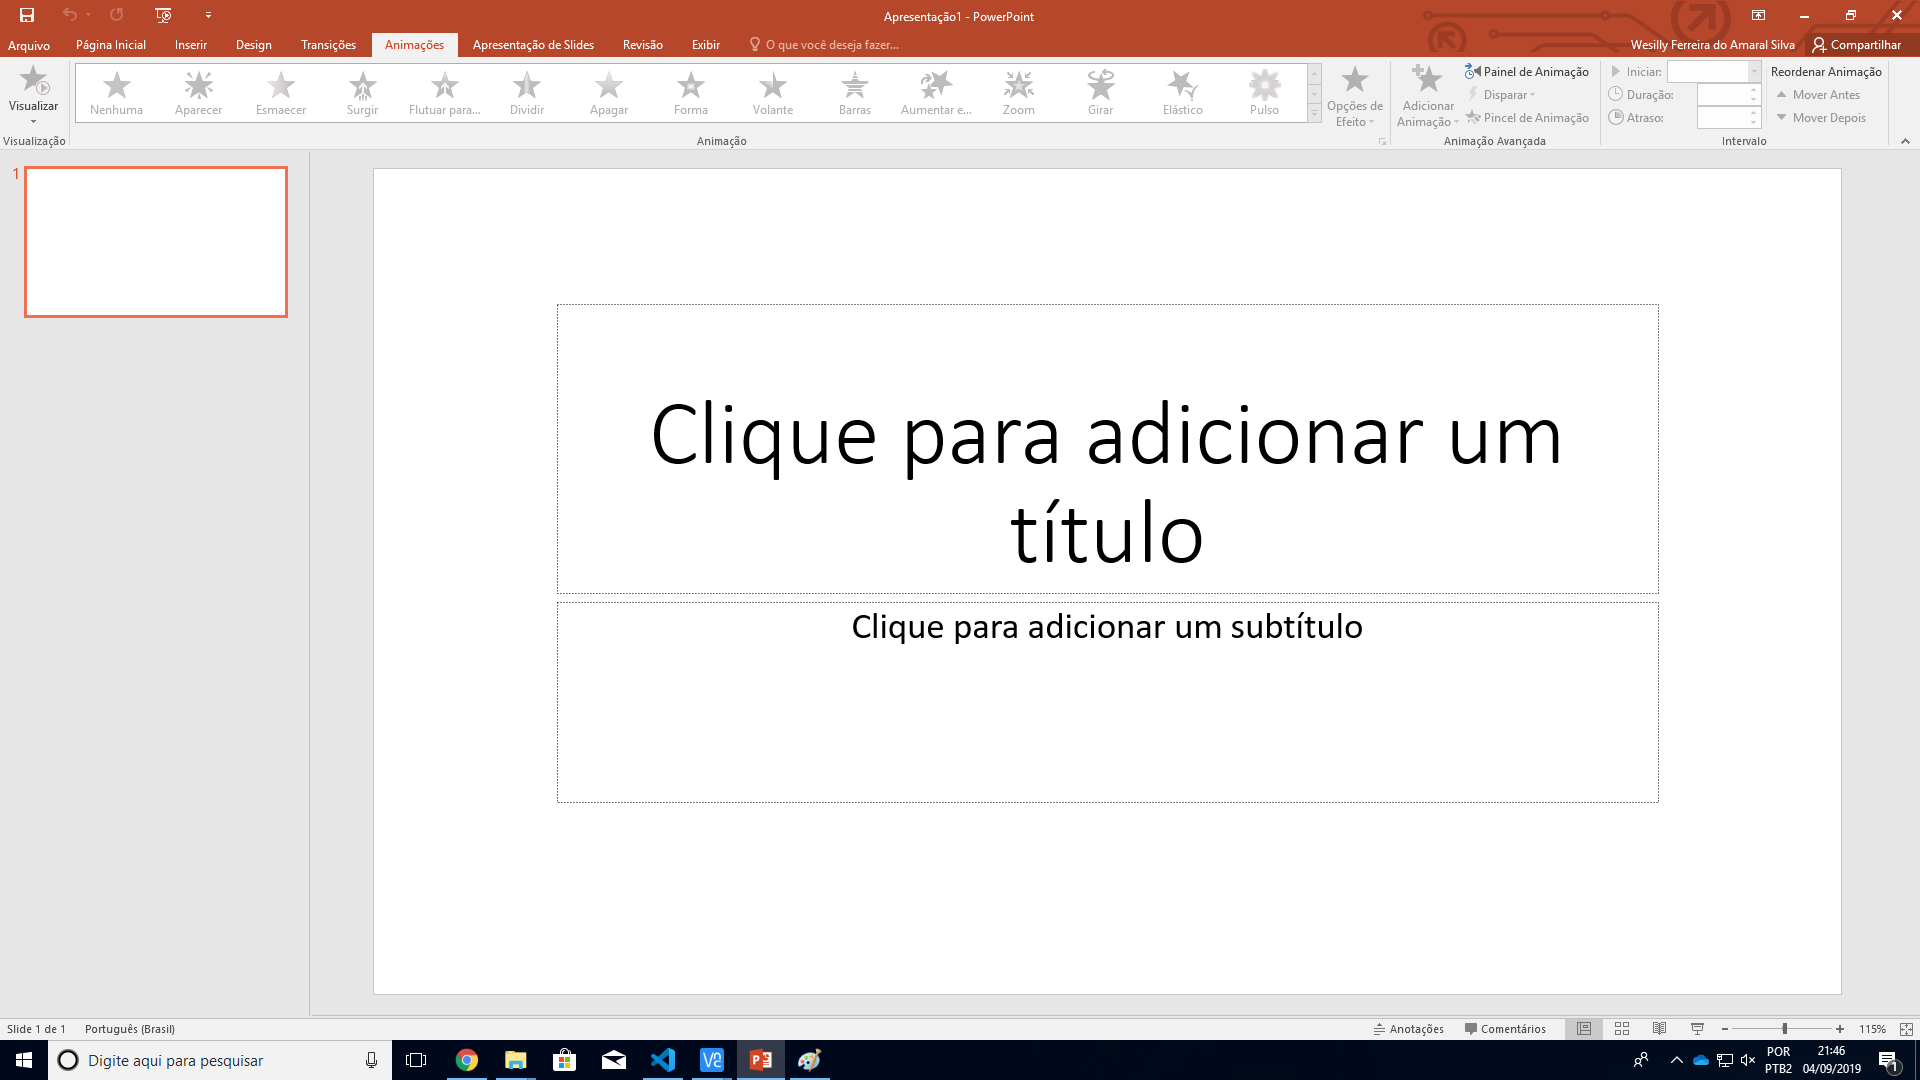 Apresentação1 - PowerPoint
Arquivo Página Inicial Inserir Design Transições Animações Apresentação de Slides Revisão Exibir O que você deseja fazer... Wesilly Ferreira do Amaral Silva Compartilhar
Visualizar
Visualização
Nenhuma Aparecer Esmaecer Surgir Flutuar para... Dividir Apagar Forma Volante Barras Aumentar e... Zoom Girar Elástico Pulso
Animação
Opções de
Efeito
Adicionar
Animação
Painel de Animação
Disparar
Pincel de Animação
Animação Avançada
Iniciar:
Duração:
Atraso:
Reordenar Animação
Mover Antes
Mover Depois
Intervalo
1
Clique para adicionar um
título
Clique para adicionar um subtítulo
Slide 1 de 1 Português (Brasil) Anotações Comentários 115%
Digite aqui para pesquisar
POR
PTB2
21:46
04/09/2019
1